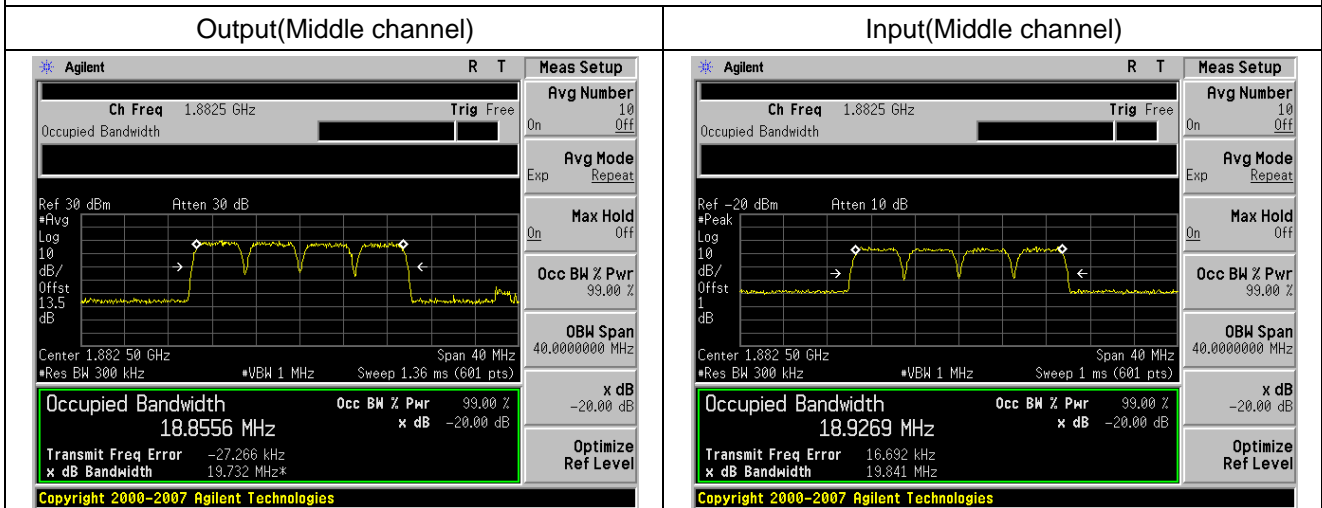 Output(Middle channel)
Input(Middle channel)
Agilent R T Meas Setup
Ch Freq 1.8825 GHz Trig Free
Occupied Bandwidth
Avg Number
10
On Off
Avg Mode
Exp Repeat
Ref 30 dBm Atten 30 dB
#Avg
Log
10
dB/
Offst
13.5
dB
Max Hold
On Off
Occ BW % Pwr
99.00 %
OBW Span
40.0000000 MHz
Center 1.882 50 GHz Span 40 MHz
#Res BW 300 kHz #VBW 1 MHz Sweep 1.36 ms (601 pts)
Occupied Bandwidth Occ BW % Pwr 99.00 %
18.8556 MHz x dB -20.00 dB
Transmit Freq Error -27.266 kHz
x dB Bandwidth 19.732 MHz*
x dB
-20.00 dB
Optimize
Ref Level
Copyright 2000-2007 Agilent Technologies
Agilent R T Meas Setup
Ch Freq 1.8825 GHz Trig Free
Occupied Bandwidth
Avg Number
10
On Off
Avg Mode
Exp Repeat
Ref -20 dBm Atten 10 dB
#Peak
Log
10
dB/
Offst
1
dB
Max Hold
On Off
Occ BW % Pwr
99.00 %
OBW Span
40.0000000 MHz
Center 1.882 50 GHz Span 40 MHz
#Res BW 300 kHz #VBW 1 MHz Sweep 1 ms (601 pts)
Occupied Bandwidth Occ BW % Pwr 99.00 %
18.9269 MHz x dB -20.00 dB
Transmit Freq Error 16.692 kHz
x dB Bandwidth 19.841 MHz
x dB
-20.00 dB
Optimize
Ref Level
Copyright 2000-2007 Agilent Technologies